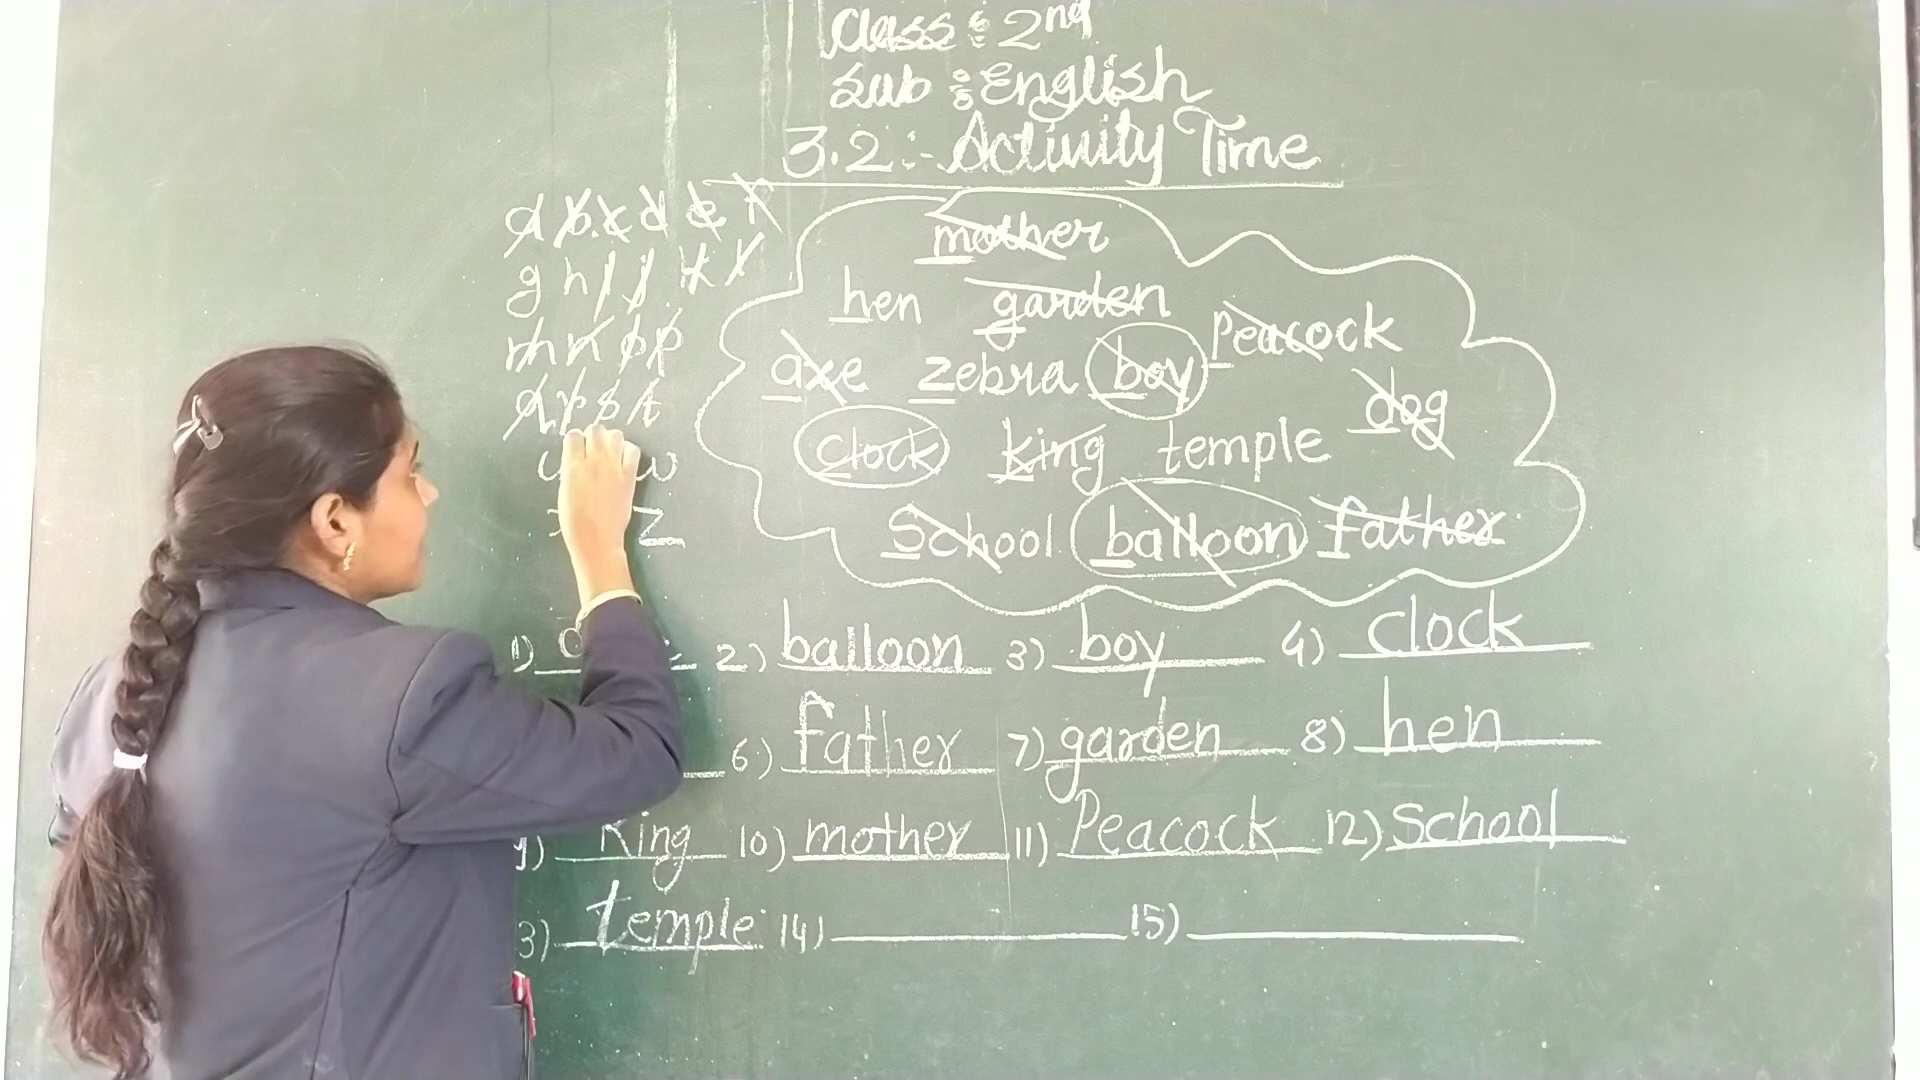 Class : 2nd
Sub : English
3.2 :- Activity Time
a b c d e f
g h i j k l
m n o p
q r s t
u w
z
mother
hen garden
Peacock
axe zebra boy
dog
clock king temple
School balloon father
1) 2) balloon 3) boy 4) clock
6) father 7) garden 8) hen
9) King 10) mother 11) Peacock 12) School
3) temple 14) 15)